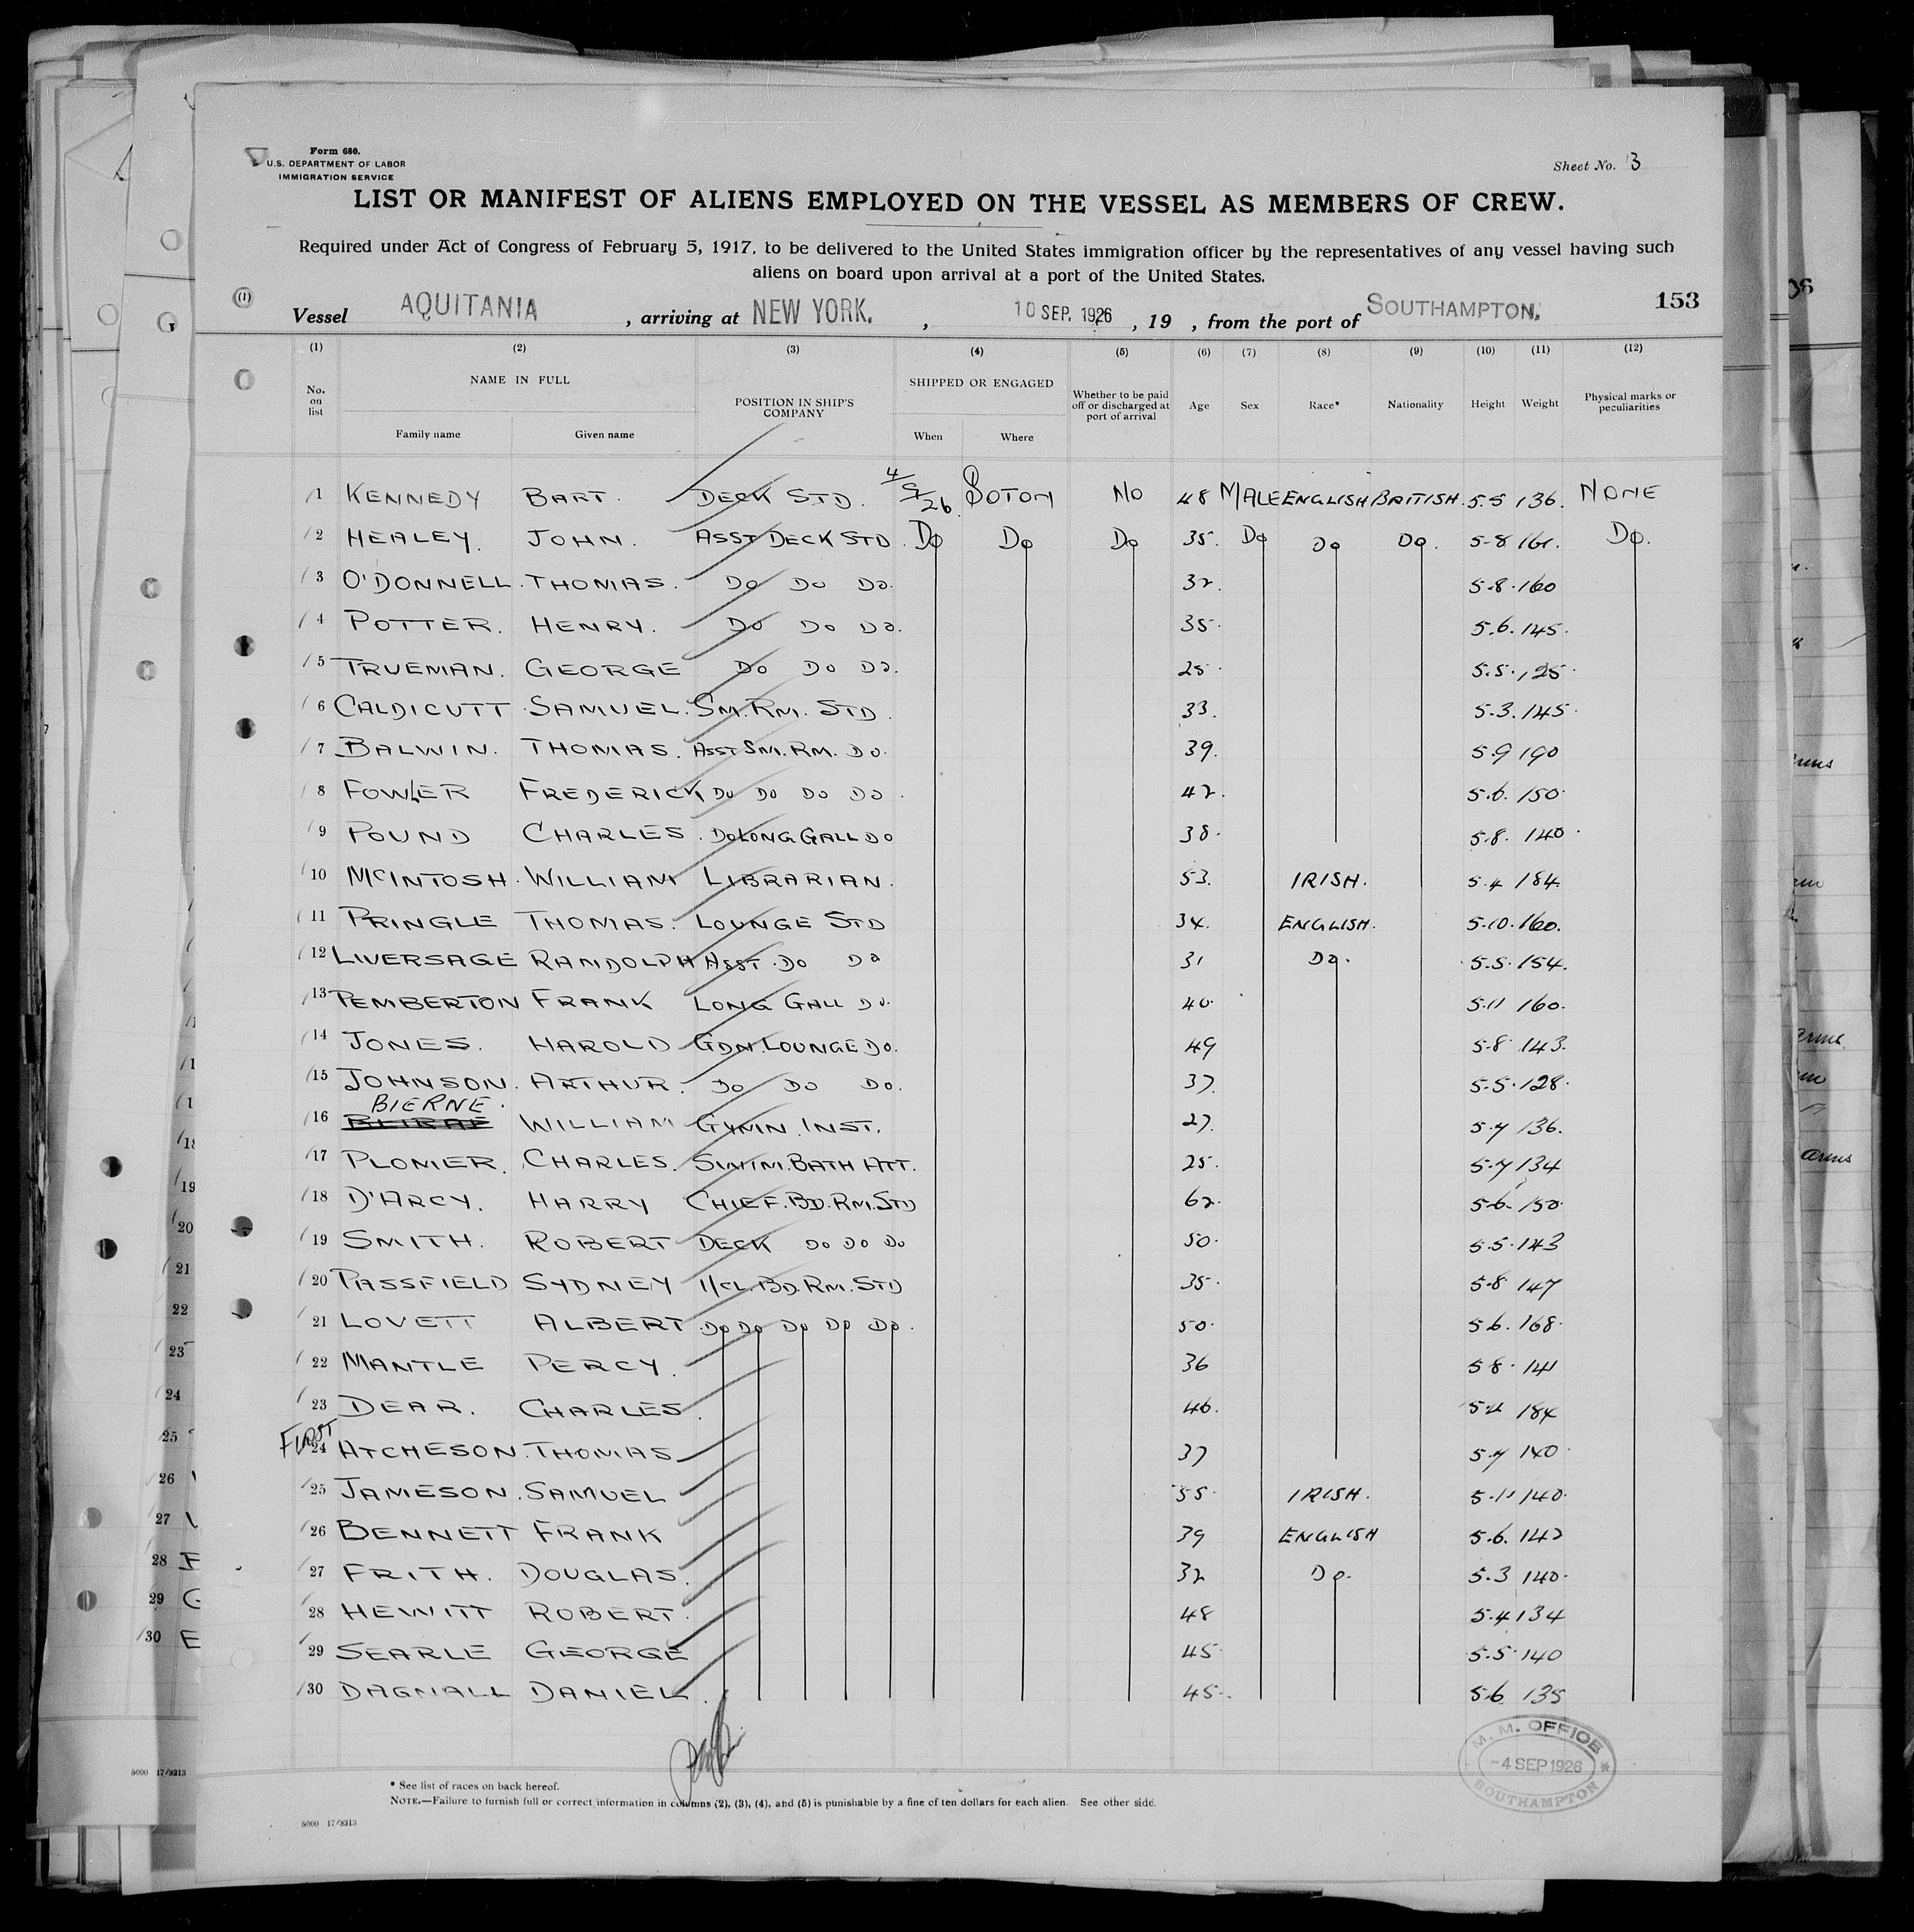 Form 680.
U.S. DEPARTMENT OF LABOR
IMMIGRATION SERVICE
Sheet No. 3
LIST OR MANIFEST OF ALIENS EMPLOYED ON THE VESSEL AS MEMBERS OF CREW.
Required under Act of Congress of February 5, 1917, to be delivered to the United States immigration officer by the representatives of any vessel having such
aliens on board upon arrival at a port of the United States.
(1) Vessel AQUITANIA, arriving at NEW YORK., 10 SEP. 1926, 19 , from the port of SOUTHAMPTON. 153
(1) (2) (3) (4) (5) (6) (7) (8) (9) (10) (11) (12)
No. on list NAME IN FULL Family name Given name POSITION IN SHIP'S COMPANY SHIPPED OR ENGAGED When Where Whether to be paid off or discharged at port of arrival Age Sex Race* Nationality Height Weight Physical marks or peculiarities
1 KENNEDY BART. DECK STD. 4/9/26 SOTON NO 48 MALE ENGLISH BRITISH. 5.5 136. NONE
2 HEALEY. JOHN. ASST DECK STD. Do Do Do 35. Do Do Do. 5-8 161. Do.
3 O'DONNELL. THOMAS. Do Do Do. 32. 5.8. 160
4 POTTER. HENRY. Do Do Do. 35. 5.6. 145.
5 TRUEMAN. GEORGE Do Do Do. 25. 5.5. 125.
6 CALDICUTT SAMUEL. SM. RM. STD. 33. 5.3. 145.
7 BALWIN. THOMAS. ASST SM. RM. DO. 39. 5.9 190
8 FOWLER FREDERICK Do Do Do Do. 42. 5.6. 150.
9 POUND CHARLES. Do LONG GALL DO 38. 5.8. 140.
10 McINTOSH. WILLIAM LIBRARIAN. 53. IRISH. 5.4 184.
11 PRINGLE THOMAS. LOUNGE STD 34. ENGLISH. 5.10. 160.
12 LIVERSAGE RANDOLPH ASST. DO DO 31 Do. 5.5. 154.
13 PEMBERTON FRANK LONG GALL DO. 40. 5.11 160.
14 JONES. HAROLD GDN. LOUNGE DO. 49 5.8 143.
15 JOHNSON. ARTHUR. Do Do Do. 37. 5.5. 128.
BIERNE.
16 WILLIAM GYMN. INST. 27. 5.7 136.
17 PLOMER. CHARLES. SWIM. BATH ATT. 25. 5.7 134
18 D'ARCY. HARRY CHIEF. BD. RM. STD 62. 5.6. 150.
19 SMITH. ROBERT DECK Do Do Do 50. 5.5. 143
20 PASSFIELD SYDNEY 1/CL. BD. RM. STD 35. 5.8 147
21 LOVETT ALBERT Do Do Do Do Do. 50. 5.6. 168.
22 MANTLE PERCY. 36 5.8. 141
23 DEAR. CHARLES. 46. 184
24 ATCHESON. THOMAS 37 5.7 140.
25 JAMESON. SAMUEL 55. IRISH. 5.11 140.
26 BENNETT FRANK 39 ENGLISH 5.6. 142
27 FRITH. DOUGLAS. 32 Do. 5.3 140.
28 HEWITT ROBERT. 48 5.4 134
29 SEARLE GEORGE 45. 5.5. 140
30 DAGNALL DANIEL. 45. 5.6 135
M. M. OFFICE
-4 SEP 1926
SOUTHAMPTON
* See list of races on back hereof.
NOTE.—Failure to furnish full or correct information in columns (2), (3), (4), and (5) is punishable by a fine of ten dollars for each alien. See other side.
5000 17/8213
5000 17/8213